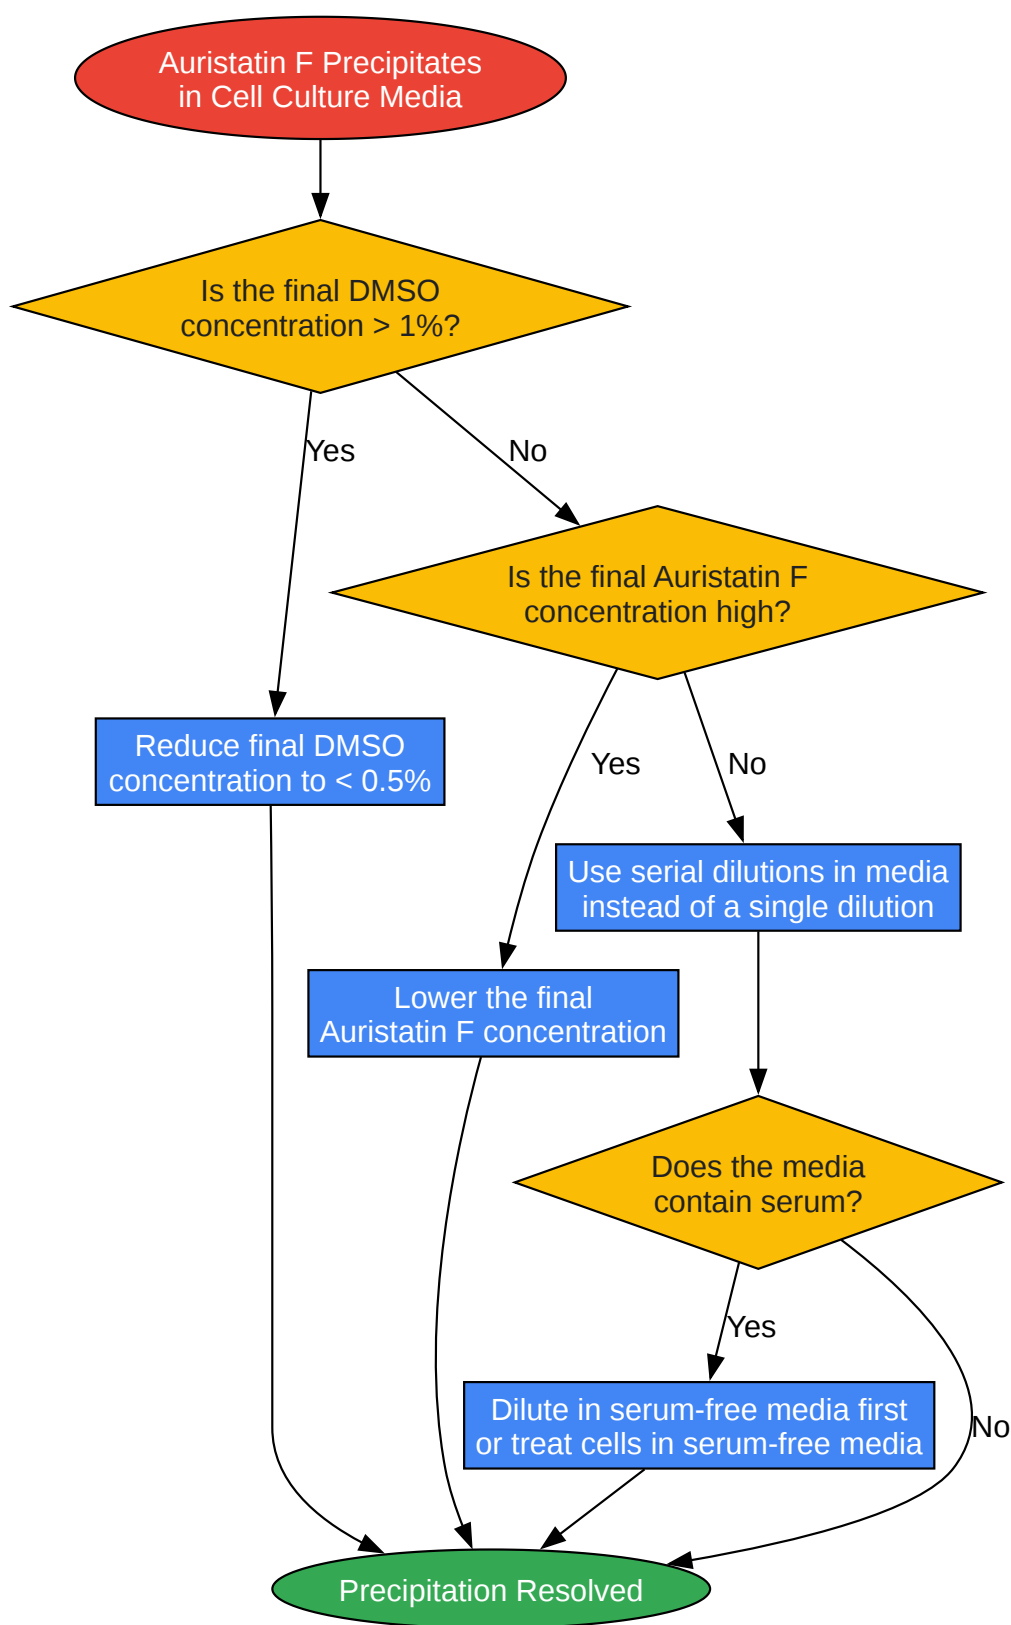 Auristatin F Precipitates
in Cell Culture Media
Is the final DMSO
concentration > 1%?
Yes
No
Is the final Auristatin F
concentration high?
Reduce final DMSO
concentration to < 0.5%
Yes
No
Use serial dilutions in media
instead of a single dilution
Lower the final
Auristatin F concentration
Does the media
contain serum?
Yes
Dilute in serum-free media first
or treat cells in serum-free media
No
Precipitation Resolved